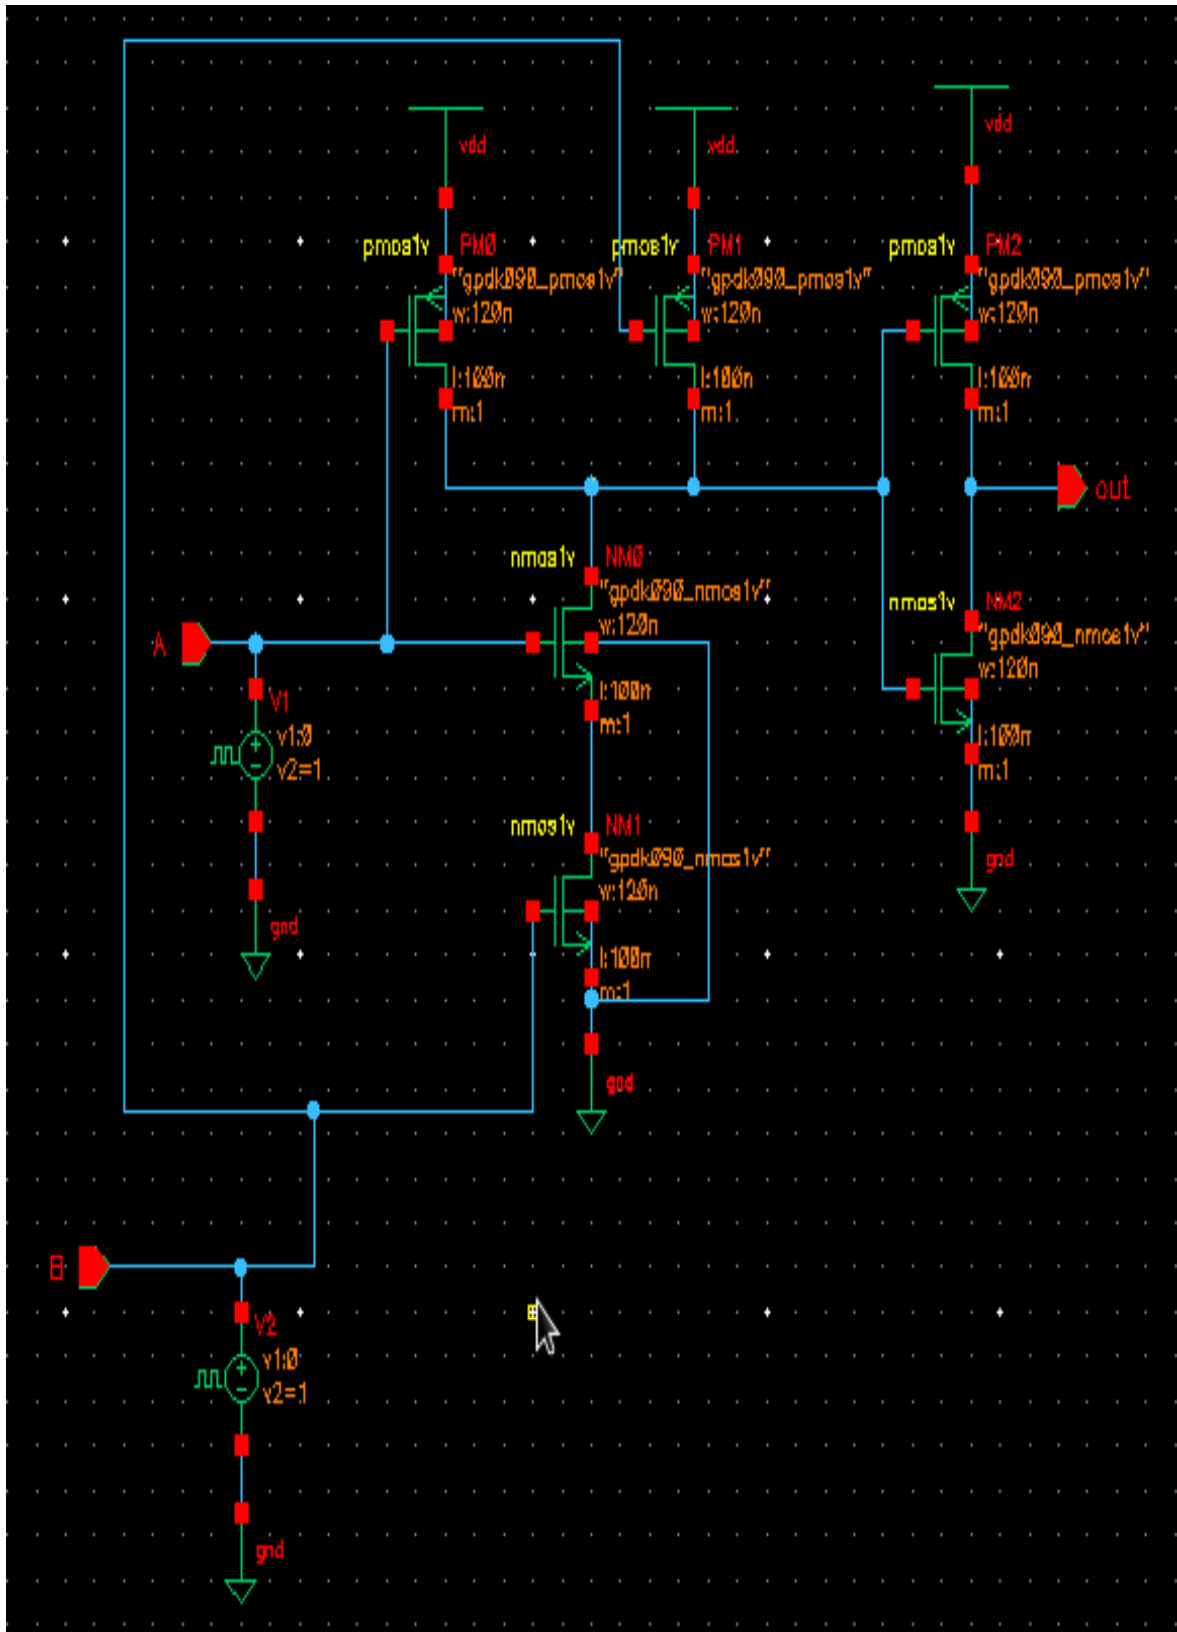 vdd
vdd
vdd
pmos1v
PM0
"gpdk090_pmos1v"
w:120n
l:100n
m:1
pmos1v
PM1
"gpdk090_pmos1v"
w:120n
l:100n
m:1
pmos1v
PM2
"gpdk090_pmos1v"
w:120n
l:100n
m:1
out
nmos1v
NM0
"gpdk090_nmos1v"
w:120n
l:100n
m:1
nmos1v
NM2
"gpdk090_nmos1v"
w:120n
l:100n
m:1
gnd
A
V1
v1:0
v2=1
gnd
nmos1v
NM1
"gpdk090_nmos1v"
w:120n
l:100n
m:1
gnd
B
V2
v1:0
v2=1
gnd